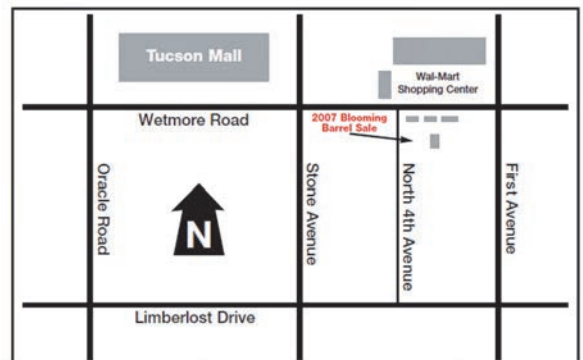 Tucson Mall
Wal-Mart
Shopping Center
Wetmore Road
2007 Blooming
Barrel Sale
Oracle Road
Stone Avenue
North 4th Avenue
First Avenue
N
Limberlost Drive